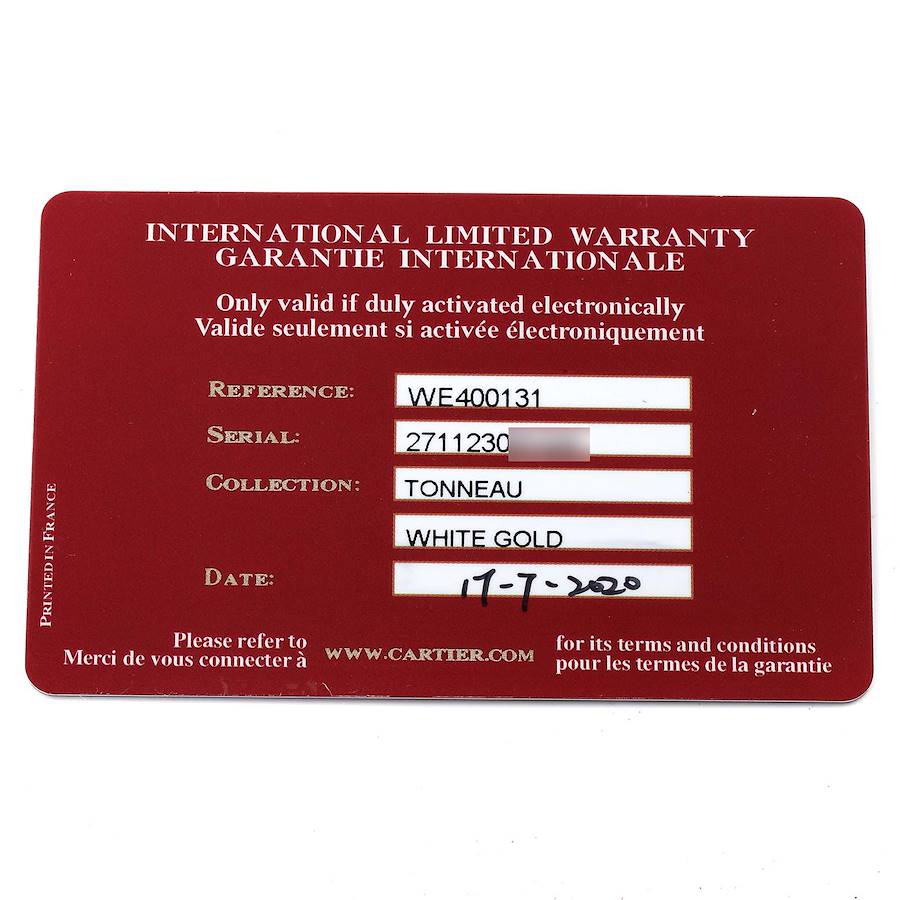 INTERNATIONAL LIMITED WARRANTY
GARANTIE INTERNATIONALE
Only valid if duly activated electronically
Valide seulement si activée électroniquement
REFERENCE: WE400131
SERIAL: 2711230
COLLECTION: TONNEAU
WHITE GOLD
DATE: 17-7-2020
PRINTED IN FRANCE
Please refer to
Merci de vous connecter à
WWW.CARTIER.COM
for its terms and conditions
pour les termes de la garantie